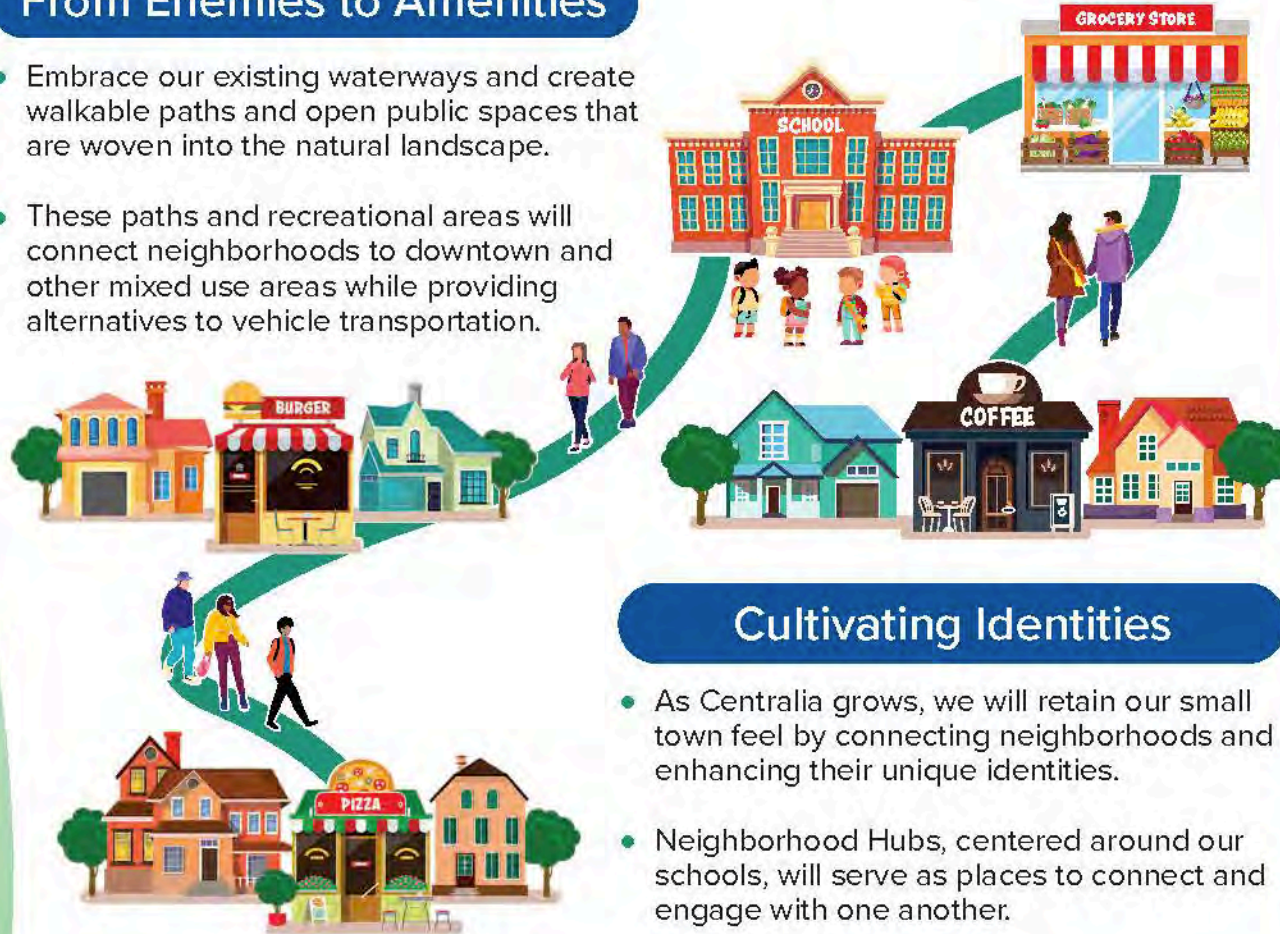 From Enemies to Amenities
• Embrace our existing waterways and create
walkable paths and open public spaces that
are woven into the natural landscape.
• These paths and recreational areas will
connect neighborhoods to downtown and
other mixed use areas while providing
alternatives to vehicle transportation.
GROCERY STORE
SCHOOL
BURGER
COFFEE
PIZZA
Cultivating Identities
• As Centralia grows, we will retain our small
town feel by connecting neighborhoods and
enhancing their unique identities.
• Neighborhood Hubs, centered around our
schools, will serve as places to connect and
engage with one another.